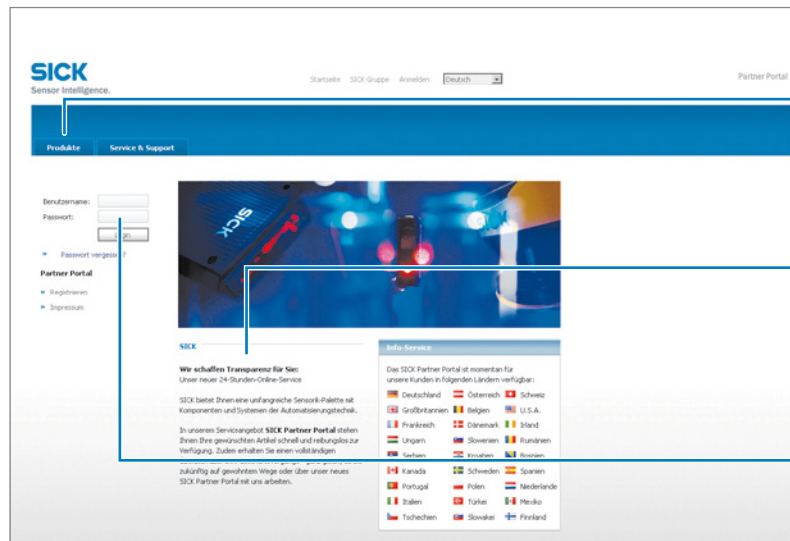 SICK
Sensor Intelligence.
Startseite SICK Gruppe Anmelden Deutsch
Partner Portal
Produkte Service & Support
Benutzername:
Passwort:
Passwort vergessen?
Partner Portal
Registrieren
Impressum
SICK
SICK
SICK
Wir schaffen Transparenz für Sie:
Unser neuer 24-Stunden-Online-Service
SICK bietet Ihnen eine umfangreiche Sensorik-Palette mit
Komponenten und Systemen der Automatisierungstechnik.
In unserem Serviceangebot SICK Partner Portal stehen
Ihnen Ihre gewünschten Artikel schnell und reibungslos zur
Verfügung. Zudem erhalten Sie einen vollständigen
zukünftig auf gewohntem Wege oder über unser neues
SICK Partner Portal mit uns arbeiten.
Info-Service
Das SICK Partner Portal ist momentan für
unsere Kunden in folgenden Ländern verfügbar:
Deutschland Österreich Schweiz
Großbritannien Belgien U.S.A.
Frankreich Dänemark Irland
Ungarn Slowenien Rumänien
Serbien Kroatien Bosnien
Kanada Schweden Spanien
Portugal Polen Niederlande
Italien Türkei Mexiko
Tschechien Slowakei Finnland